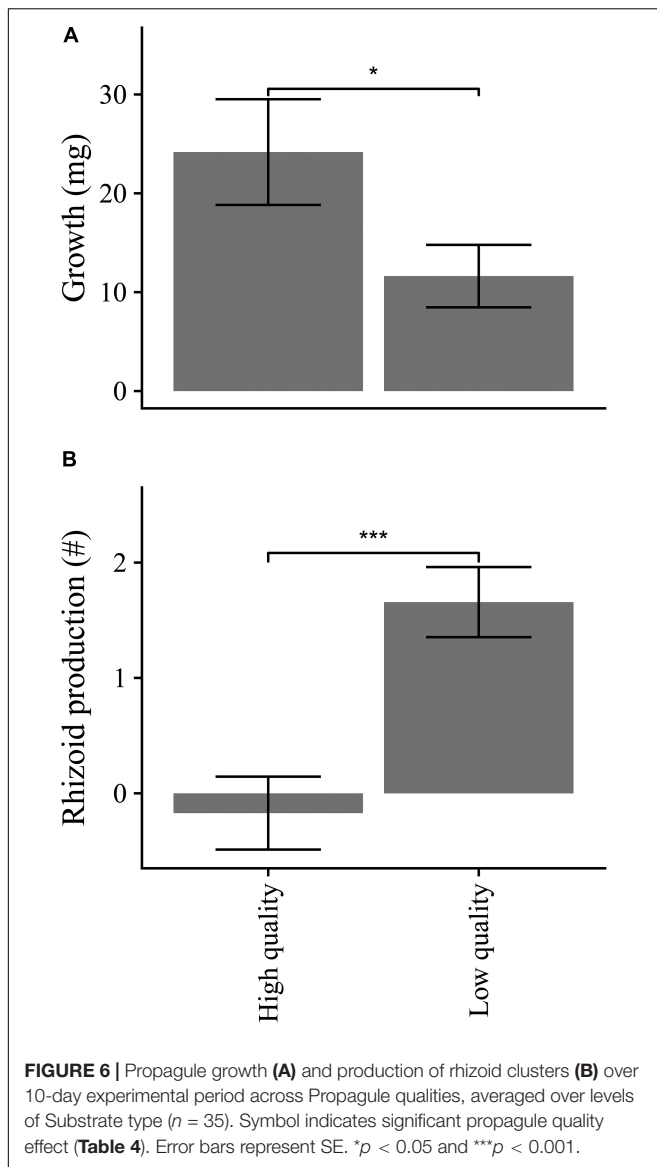 A
*
30
20
10
0
Growth (mg)
B
***
2
1
0
Rhizoid production (#)
High quality
Low quality
FIGURE 6 | Propagule growth (A) and production of rhizoid clusters (B) over
10-day experimental period across Propagule qualities, averaged over levels
of Substrate type (n = 35). Symbol indicates significant propagule quality
effect (Table 4). Error bars represent SE. *p < 0.05 and ***p < 0.001.